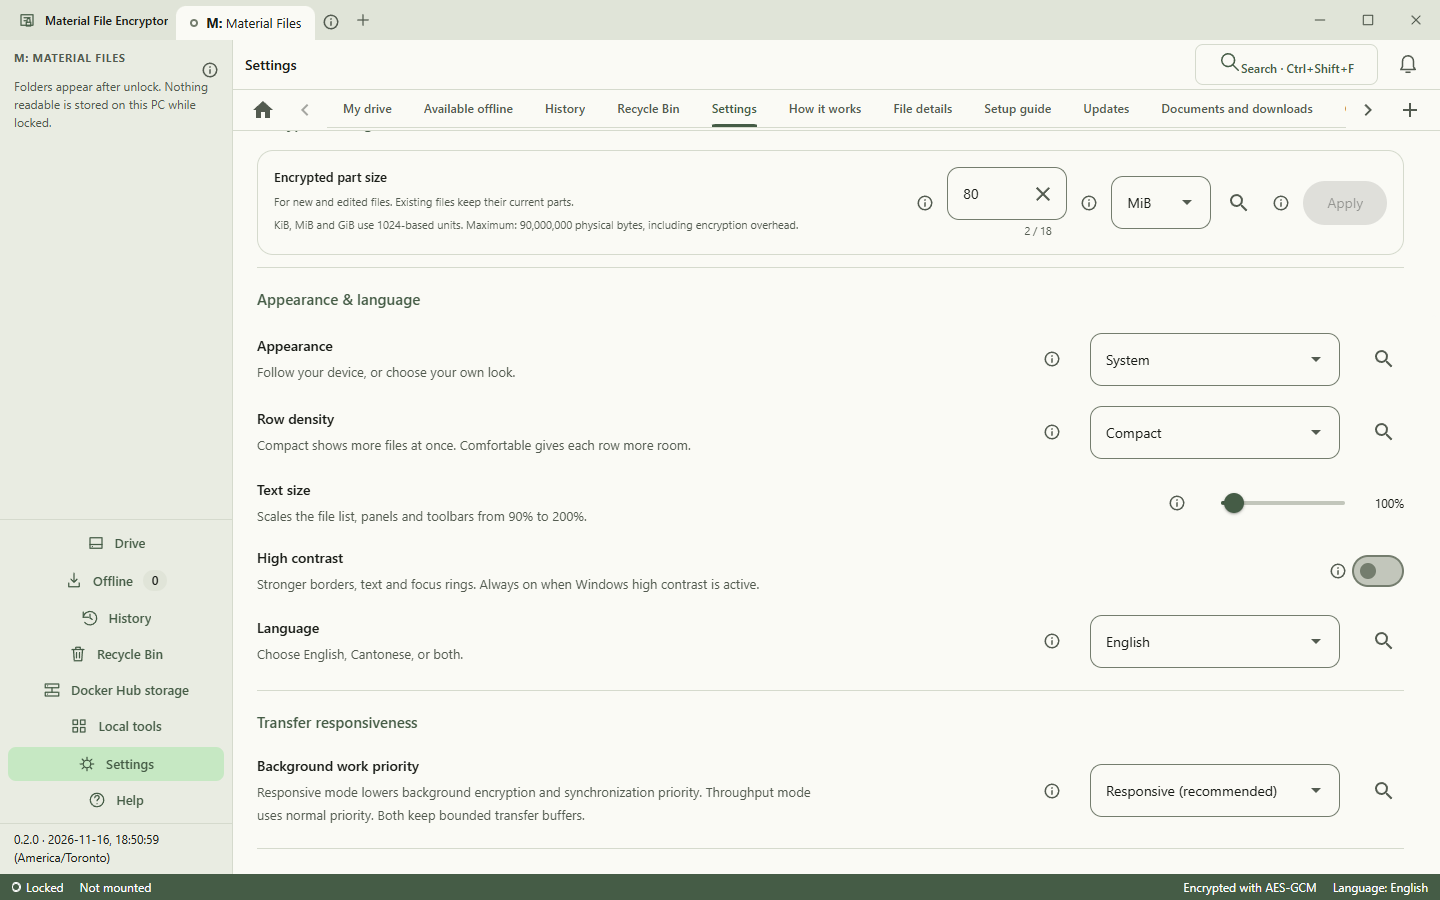 Material File Encryptor
M: Material Files
M: MATERIAL FILES
Folders appear after unlock. Nothing
readable is stored on this PC while
locked.
Settings
Search · Ctrl+Shift+F
My drive
Available offline
History
Recycle Bin
Settings
How it works
File details
Setup guide
Updates
Documents and downloads
Encrypted part size
For new and edited files. Existing files keep their current parts.
KiB, MiB and GiB use 1024-based units. Maximum: 90,000,000 physical bytes, including encryption overhead.
80
2 / 18
MiB
Apply
Appearance & language
Appearance
Follow your device, or choose your own look.
System
Row density
Compact shows more files at once. Comfortable gives each row more room.
Compact
Text size
Scales the file list, panels and toolbars from 90% to 200%.
100%
High contrast
Stronger borders, text and focus rings. Always on when Windows high contrast is active.
Language
Choose English, Cantonese, or both.
English
Transfer responsiveness
Background work priority
Responsive mode lowers background encryption and synchronization priority. Throughput mode
uses normal priority. Both keep bounded transfer buffers.
Responsive (recommended)
Drive
Offline 0
History
Recycle Bin
Docker Hub storage
Local tools
Settings
Help
0.2.0 · 2026-11-16, 18:50:59
(America/Toronto)
Locked
Not mounted
Encrypted with AES-GCM
Language: English